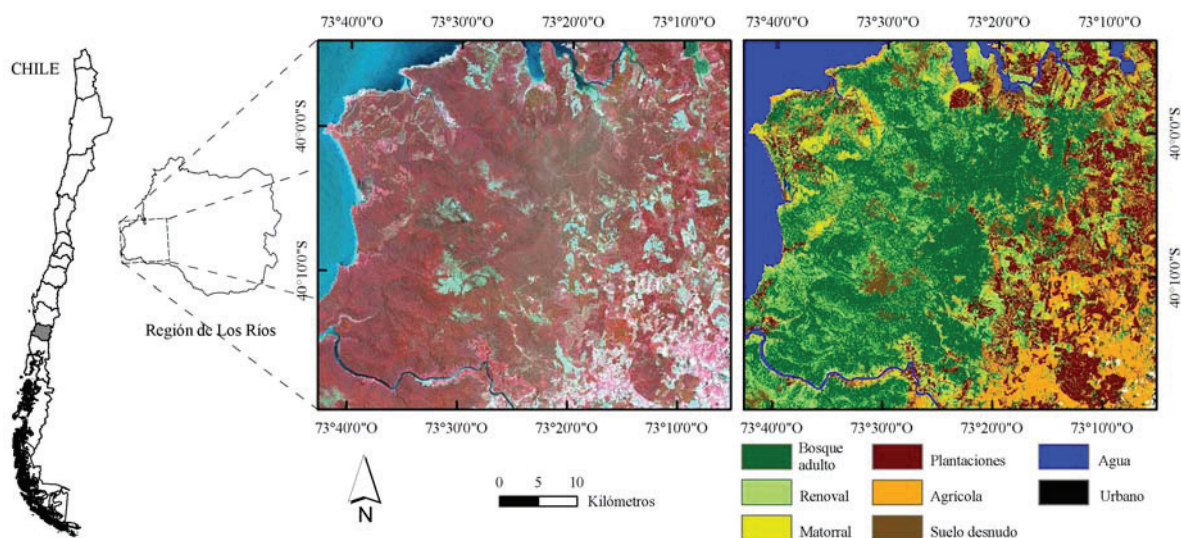 73°40'0"O 73°30'0"O 73°20'0"O 73°10'0"O
73°40'0"O 73°30'0"O 73°20'0"O 73°10'0"O
CHILE
40°0'0"S
40°0'0"S
40°10'0"S
40°10'0"S
Región de Los Ríos
73°40'0"O 73°30'0"O 73°20'0"O 73°10'0"O
73°40'0"O 73°30'0"O 73°20'0"O 73°10'0"O
N
0 5 10
Kilómetros
Bosque
adulto
Plantaciones
Agua
Renoval
Agrícola
Urbano
Matorral
Suelo desnudo